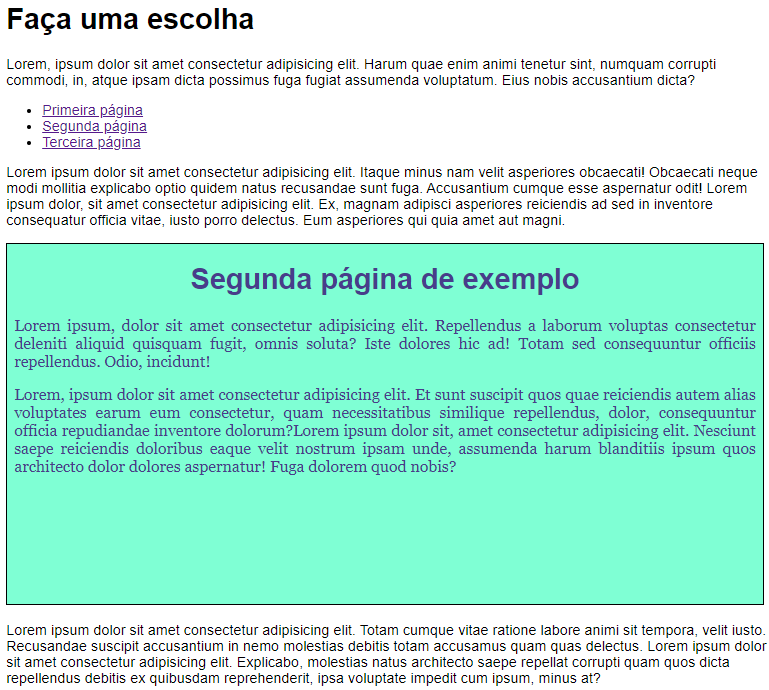 Faça uma escolha
Lorem, ipsum dolor sit amet consectetur adipisicing elit. Harum quae enim animi tenetur sint, numquam corrupti
commodi, in, atque ipsam dicta possimus fuga fugiat assumenda voluptatum. Eius nobis accusantium dicta?
Primeira página
Segunda página
Terceira página
Lorem ipsum dolor sit amet consectetur adipisicing elit. Itaque minus nam velit asperiores obcaecati! Obcaecati neque
modi mollitia explicabo optio quidem natus recusandae sunt fuga. Accusantium cumque esse aspernatur odit! Lorem
ipsum dolor, sit amet consectetur adipisicing elit. Ex, magnam adipisci asperiores reiciendis ad sed in inventore
consequatur officia vitae, iusto porro delectus. Eum asperiores qui quia amet aut magni.
Segunda página de exemplo
Lorem ipsum, dolor sit amet consectetur adipisicing elit. Repellendus a laborum voluptas consectetur
deleniti aliquid quisquam fugit, omnis soluta? Iste dolores hic ad! Totam sed consequuntur officiis
repellendus. Odio, incidunt!
Lorem, ipsum dolor sit amet consectetur adipisicing elit. Et sunt suscipit quos quae reiciendis autem alias
voluptates earum eum consectetur, quam necessitatibus similique repellendus, dolor, consequuntur
officia repudiandae inventore dolorum?Lorem ipsum dolor sit, amet consectetur adipisicing elit. Nesciunt
saepe reiciendis doloribus eaque velit nostrum ipsam unde, assumenda harum blanditiis ipsum quos
architecto dolor dolores aspernatur! Fuga dolorem quod nobis?
Lorem ipsum dolor sit amet consectetur adipisicing elit. Totam cumque vitae ratione labore animi sit tempora, velit iusto.
Recusandae suscipit accusantium in nemo molestias debitis totam accusamus quam quas delectus. Lorem ipsum dolor
sit amet consectetur adipisicing elit. Explicabo, molestias natus architecto saepe repellat corrupti quam quos dicta
repellendus debitis ex quibusdam reprehenderit, ipsa voluptate impedit cum ipsum, minus at?